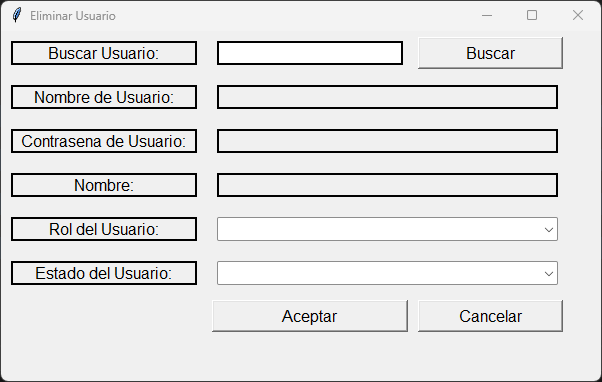 Eliminar Usuario
Buscar Usuario:
Buscar
Nombre de Usuario:
Contrasena de Usuario:
Nombre:
Rol del Usuario:
Estado del Usuario:
Aceptar
Cancelar